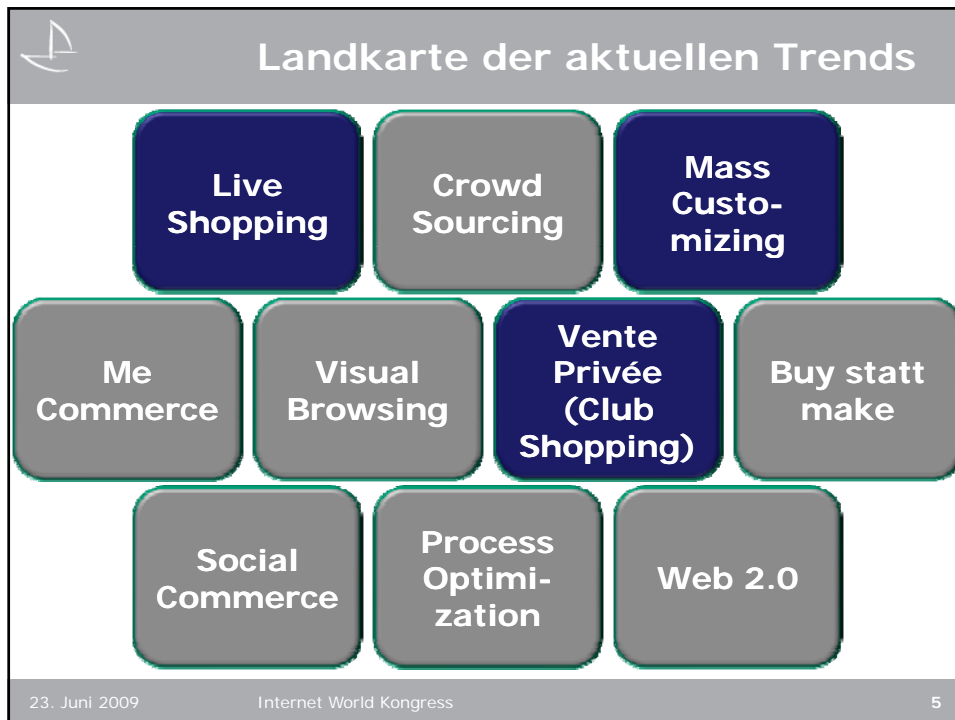 Landkarte der aktuellen Trends
Live
Shopping
Crowd
Sourcing
Mass
Custo-
mizing
Me
Commerce
Visual
Browsing
Vente
Privée
(Club
Shopping)
Buy statt
make
Social
Commerce
Process
Optimi-
zation
Web 2.0
23. Juni 2009 Internet World Kongress 5